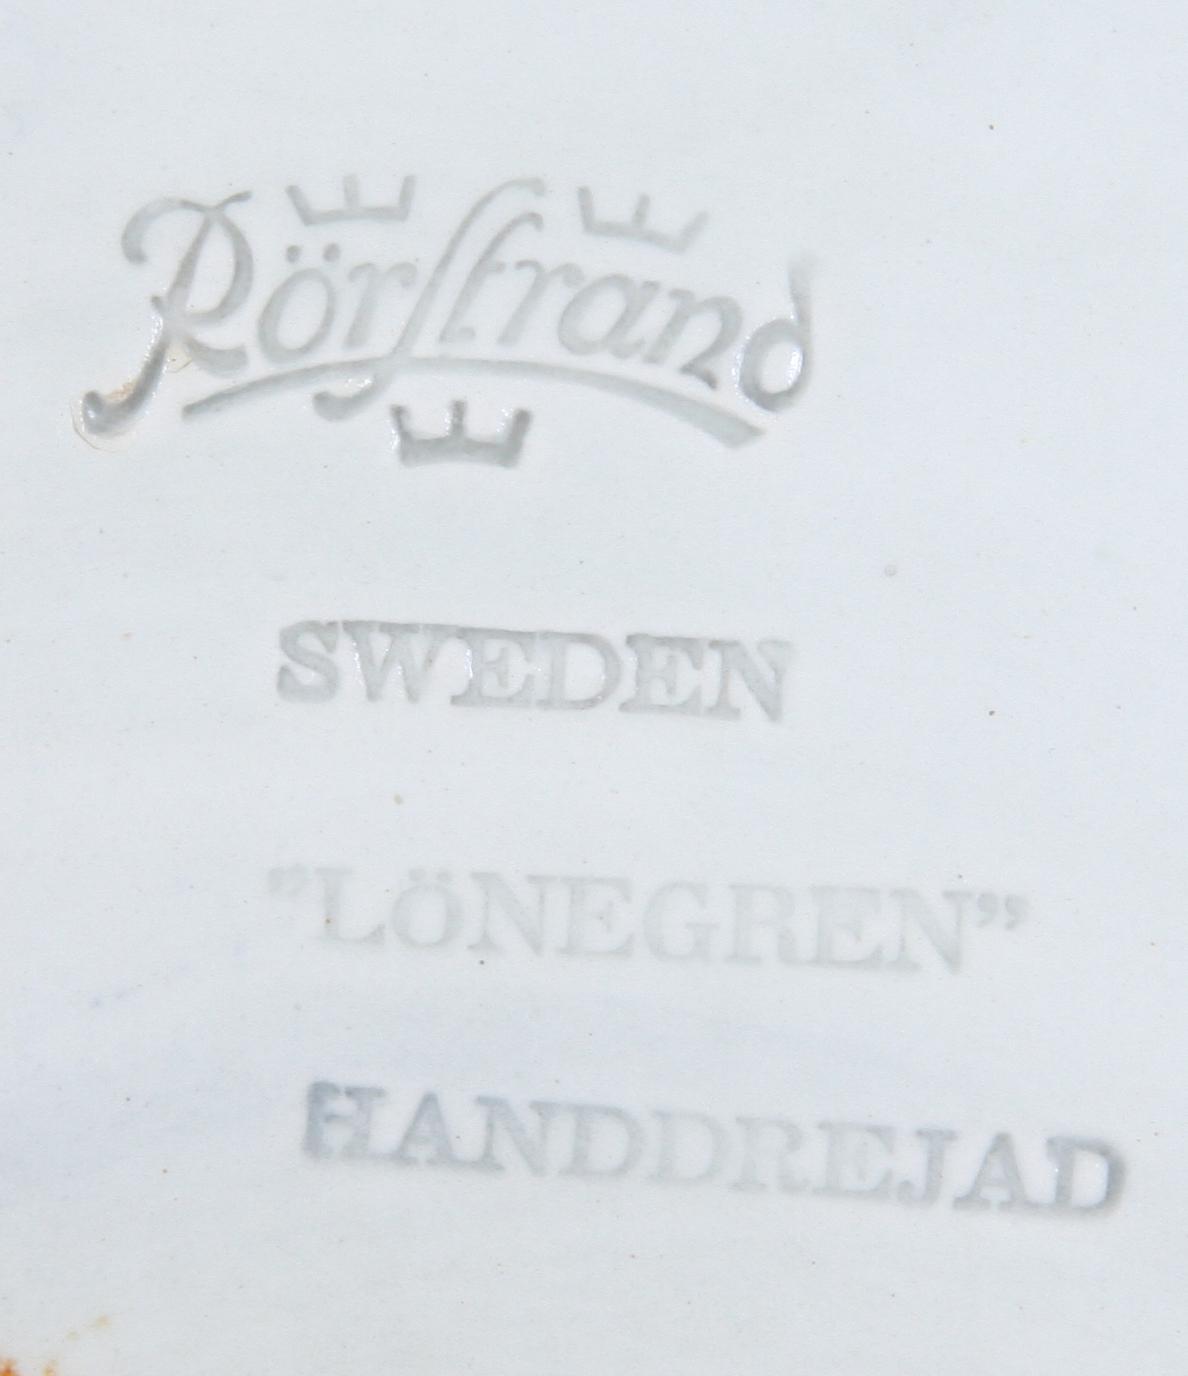 Rörstrand
SWEDEN
"LÖNEGREN"
HANDDREJAD